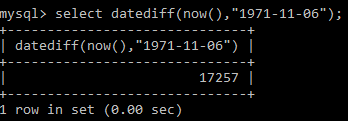 mysql> select datediff(now(),"1971-11-06");
+------------------------------+
| datediff(now(),"1971-11-06") |
+------------------------------+
|                        17257 |
+------------------------------+
1 row in set (0.00 sec)